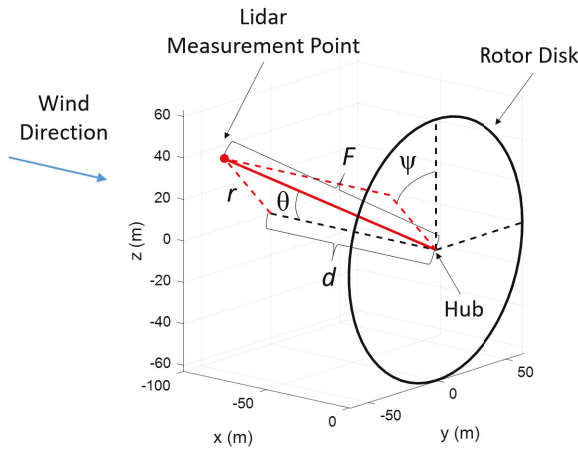 Lidar
Measurement Point
Rotor Disk
Wind
Direction
F
ψ
r
θ
d
Hub
60
40
20
0
-20
-40
-60
z (m)
-100
-50
0
x (m)
-50
0
50
y (m)